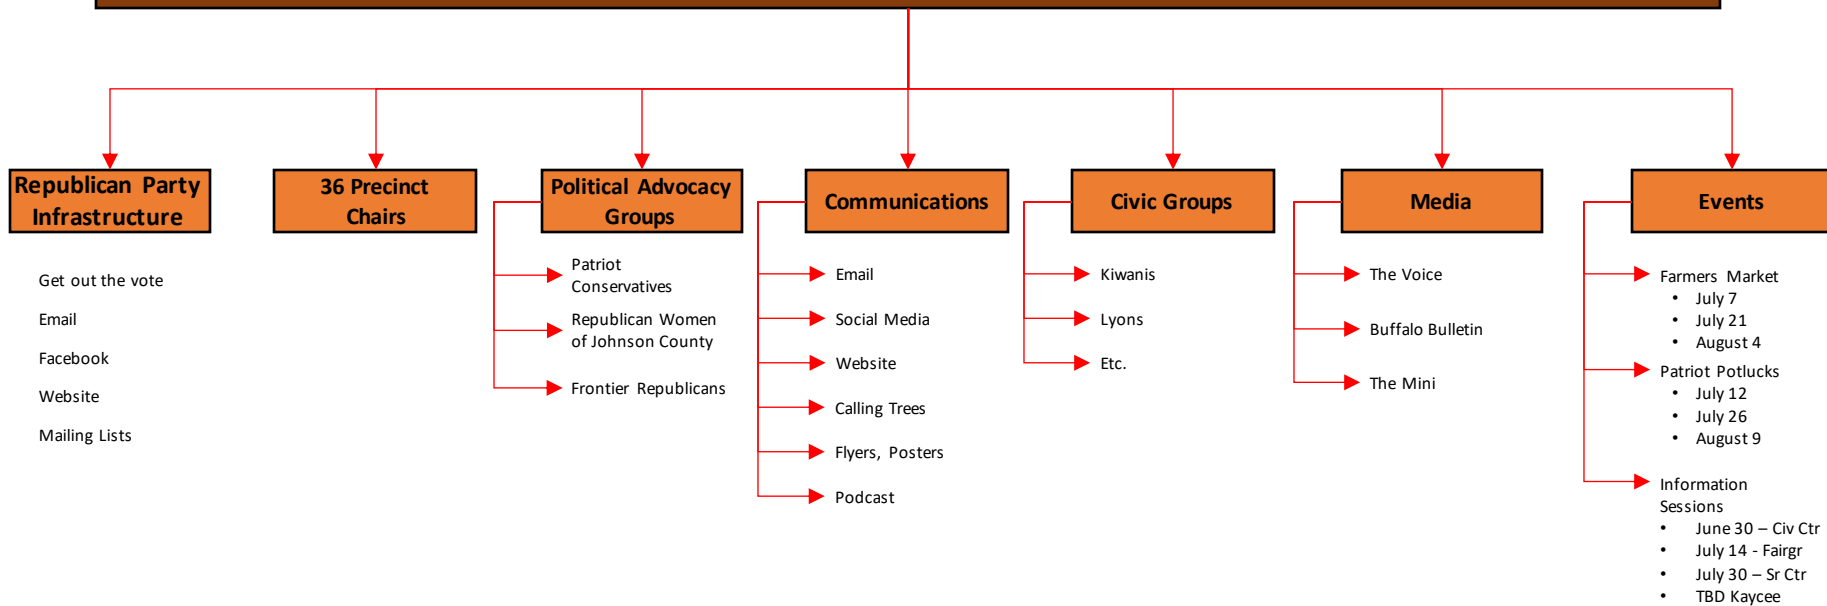 Republican Party
Infrastructure
Get out the vote
Email
Facebook
Website
Mailing Lists
36 Precinct
Chairs
Political Advocacy
Groups
Patriot
Conservatives
Republican Women
of Johnson County
Frontier Republicans
Communications
Email
Social Media
Website
Calling Trees
Flyers, Posters
Podcast
Civic Groups
Kiwanis
Lyons
Etc.
Media
The Voice
Buffalo Bulletin
The Mini
Events
Farmers Market
• July 7
• July 21
• August 4
Patriot Potlucks
• July 12
• July 26
• August 9
Information
Sessions
• June 30 – Civ Ctr
• July 14 - Fairgr
• July 30 – Sr Ctr
• TBD Kaycee